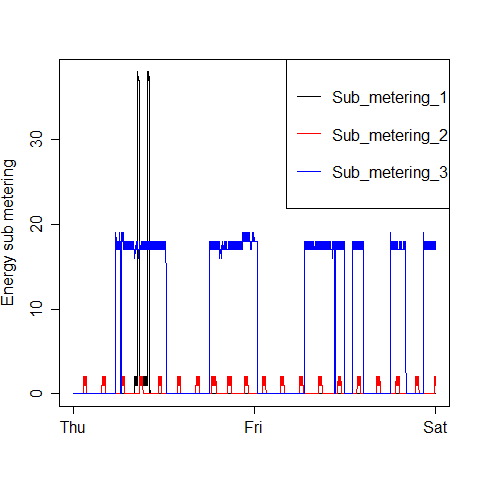 Sub_metering_1
Sub_metering_2
Sub_metering_3
Energy sub metering
30
20
10
0
Thu
Fri
Sat